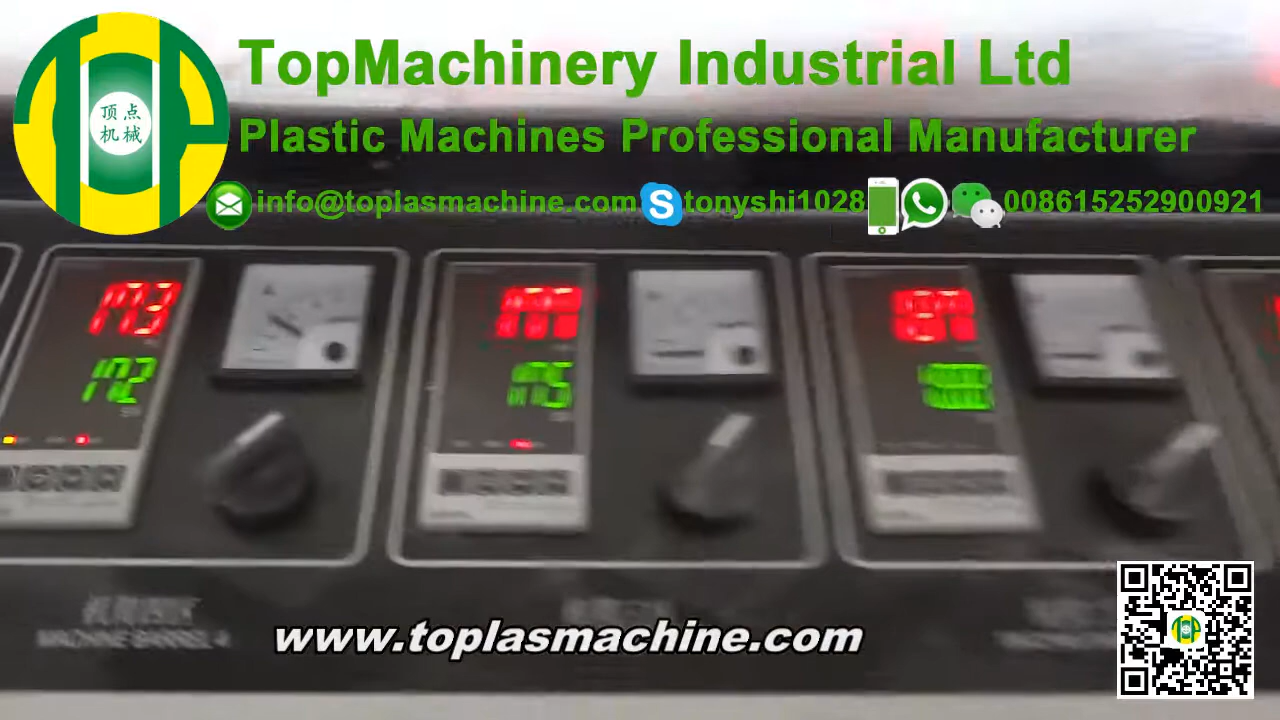 顶点
机械
TopMachinery Industrial Ltd
Plastic Machines Professional Manufacturer
info@toplasmachine.com
tonyshi1028
008615252900921
173
172
175
MACHINE BARREL 4
www.toplasmachine.com